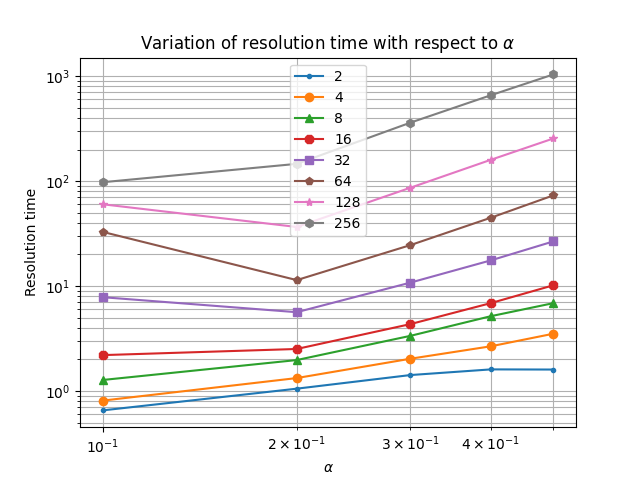 Variation of resolution time with respect to α
Resolution time
10³
10²
10¹
10⁰
2
4
8
16
32
64
128
256
10⁻¹
2 × 10⁻¹
3 × 10⁻¹
4 × 10⁻¹
α